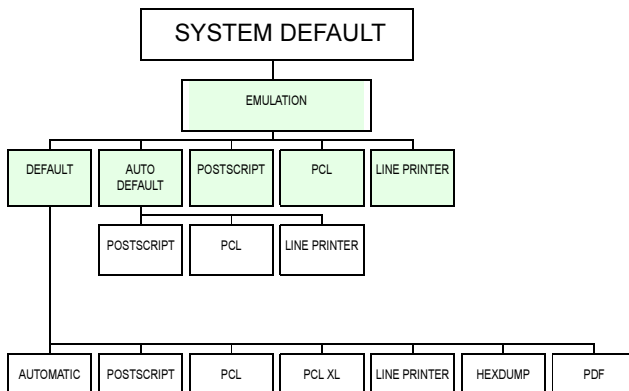 SYSTEM DEFAULT
EMULATION
DEFAULT
AUTO
DEFAULT
POSTSCRIPT
PCL
LINE PRINTER
POSTSCRIPT
PCL
LINE PRINTER
AUTOMATIC
POSTSCRIPT
PCL
PCL XL
LINE PRINTER
HEXDUMP
PDF